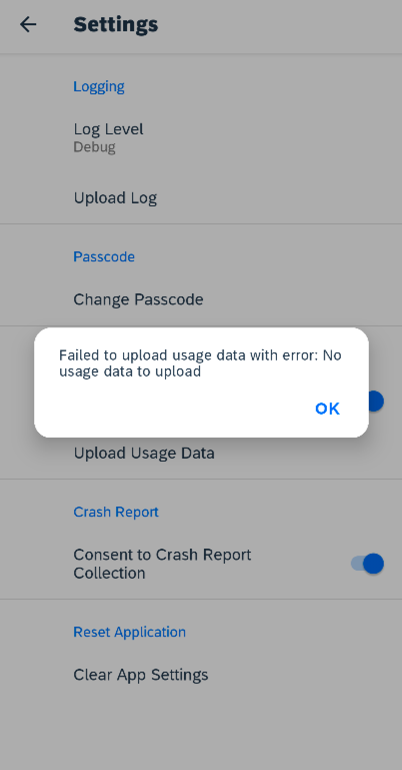 Settings
Logging
Log Level
Debug
Upload Log
Passcode
Change Passcode
Failed to upload usage data with error: No
usage data to upload
OK
Upload Usage Data
Crash Report
Consent to Crash Report
Collection
Reset Application
Clear App Settings